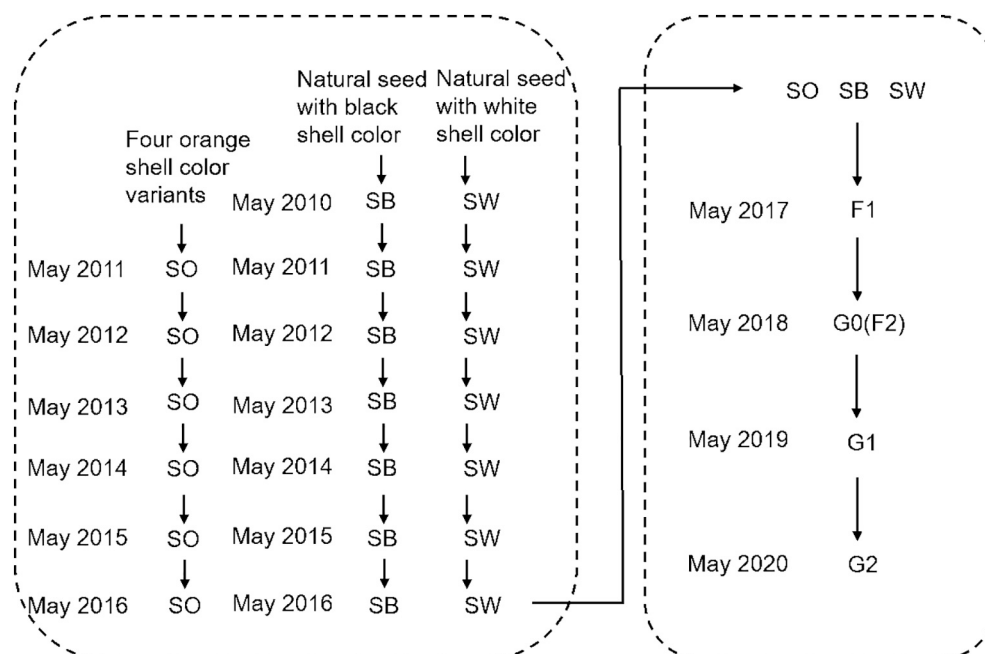 Natural seed
with black
shell color
Natural seed
with white
shell color
Four orange
shell color
variants
May 2010 SB SW
May 2011 SO May 2011 SB SW
May 2012 SO May 2012 SB SW
May 2013 SO May 2013 SB SW
May 2014 SO May 2014 SB SW
May 2015 SO May 2015 SB SW
May 2016 SO May 2016 SB SW
SO SB SW
May 2017 F1
May 2018 G0(F2)
May 2019 G1
May 2020 G2